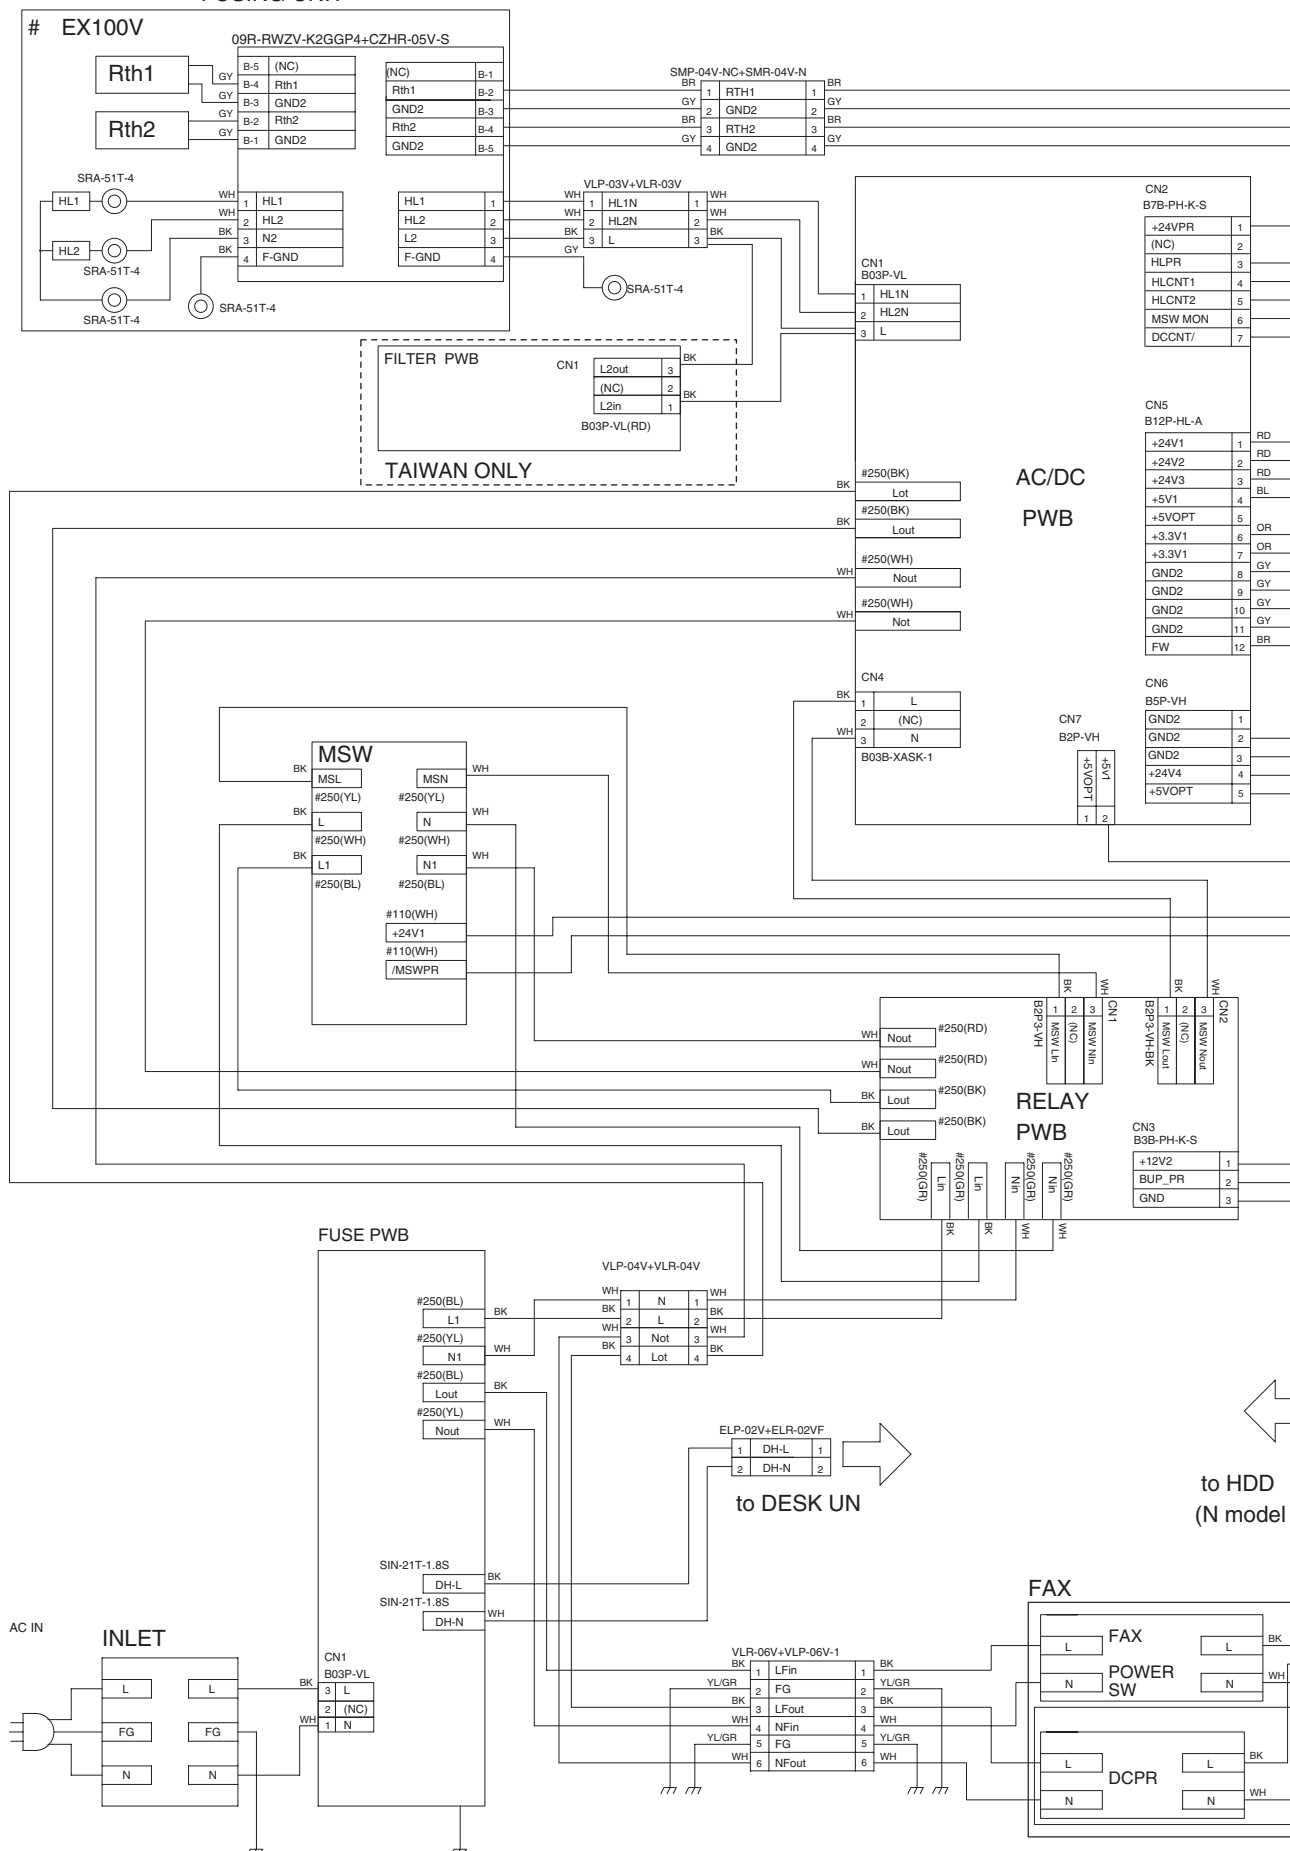 # EX100V
09R-RWZV-K2GGP4+CZHR-05V-S
Rth1
Rth2
GY
GY
GY
GY
B-5 (NC)
B-4 Rth1
B-3 GND2
B-2 Rth2
B-1 GND2
(NC) B-1
Rth1 B-2
GND2 B-3
Rth2 B-4
GND2 B-5
SMP-04V-NC+SMR-04V-N
BR 1 RTH1 1 BR
GY 2 GND2 2 GY
BR 3 RTH2 3 BR
GY 4 GND2 4 GY
SRA-51T-4
HL1
HL2
SRA-51T-4
SRA-51T-4
SRA-51T-4
WH 1 HL1
WH 2 HL2
BK 3 N2
BK 4 F-GND
HL1 1
HL2 2
L2 3
F-GND 4
VLP-03V+VLR-03V
WH 1 HL1N 1 WH
WH 2 HL2N 2 WH
BK 3 L 3 BK
GY
SRA-51T-4
FILTER PWB
CN1
L2out 3 BK
(NC) 2
L2in 1 BK
B03P-VL(RD)
TAIWAN ONLY
CN1
B03P-VL
1 HL1N
2 HL2N
3 L
AC/DC
PWB
#250(BK)
BK Lot
#250(BK)
BK Lout
#250(WH)
WH Nout
#250(WH)
WH Not
CN4
BK 1 L
2 (NC)
WH 3 N
B03B-XASK-1
CN2
B7B-PH-K-S
+24VPR 1
(NC) 2
HLPR 3
HLCNT1 4
HLCNT2 5
MSW MON 6
DCCNT/ 7
CN5
B12P-HL-A
+24V1 1 RD
+24V2 2 RD
+24V3 3 RD
+5V1 4 BL
+5VOPT 5
+3.3V1 6 OR
+3.3V1 7 OR
GND2 8 GY
GND2 9 GY
GND2 10 GY
GND2 11 GY
FW 12 BR
CN6
B5P-VH
GND2 1
GND2 2
GND2 3
+24V4 4
+5VOPT 5
CN7
B2P-VH
+5VOPT +5V1
1 2
MSW
BK MSL
#250(YL)
BK L
#250(WH)
BK L1
#250(BL)
MSN WH
#250(YL)
N WH
#250(WH)
N1 WH
#250(BL)
#110(WH)
+24V1
#110(WH)
/MSWPR
RELAY
PWB
BK WH
CN1
1 2 3
MSW Lin (NC) MSW Nin
B2P3-VH
BK WH
CN2
1 2 3
MSW Lout (NC) MSW Nout
B2P3-VH-BK
WH Nout #250(RD)
WH Nout #250(RD)
BK Lout #250(BK)
BK Lout #250(BK)
#250(GR) Lin BK
#250(GR) Lin BK
Nin #250(GR) WH
Nin #250(GR) WH
CN3
B3B-PH-K-S
+12V2 1
BUP_PR 2
GND 3
FUSE PWB
#250(BL)
L1 BK
#250(YL)
N1 WH
#250(BL)
Lout BK
#250(YL)
Nout WH
SIN-21T-1.8S
DH-L BK
SIN-21T-1.8S
DH-N WH
CN1
B03P-VL
BK 3 L
2 (NC)
WH 1 N
VLP-04V+VLR-04V
WH 1 N 1 WH
BK 2 L 2 BK
WH 3 Not 3 WH
BK 4 Lot 4 BK
ELP-02V+ELR-02VF
1 DH-L 1
2 DH-N 2
to DESK UN
to HDD
(N model
AC IN
INLET
L L
FG FG
N N
VLR-06V+VLP-06V-1
BK 1 LFin 1 BK
YL/GR 2 FG 2 YL/GR
BK 3 LFout 3 BK
WH 4 NFin 4 WH
YL/GR 5 FG 5 YL/GR
WH 6 NFout 6 WH
FAX
L FAX L BK
N POWER N WH
SW
L L BK
DCPR
N N WH